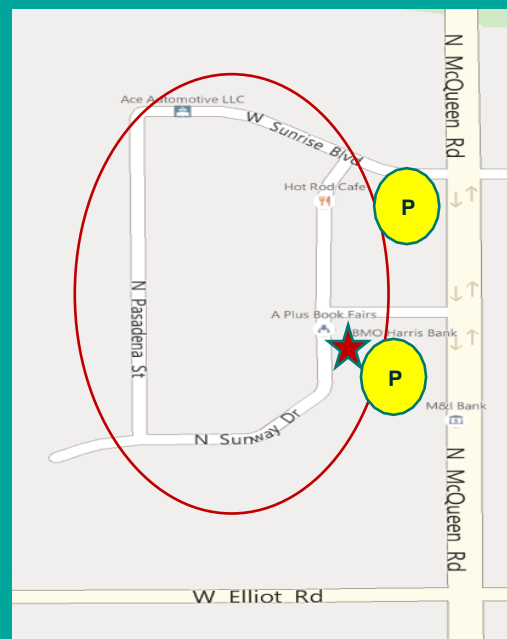 N McQueen Rd
Ace Automotive LLC
W Sunrise Blvd
Hot Rod Cafe
P
N Pasadena St
A Plus Book Fairs
BMO Harris Bank
P
M&I Bank
N Sunway Dr
N McQueen Rd
W Elliot Rd